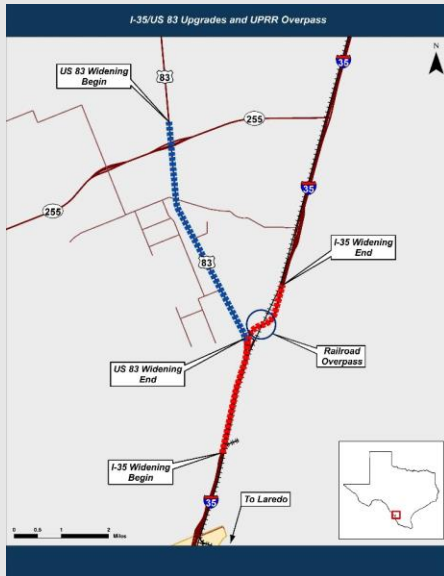 I-35/US 83 Upgrades and UPRR Overpass
35
N
US 83 Widening
Begin
83
255
255
35
255
I-35 Widening
End
83
US 83 Widening
End
Railroad
Overpass
I-35 Widening
Begin
35
To Laredo
0 0.5 1 2
Miles